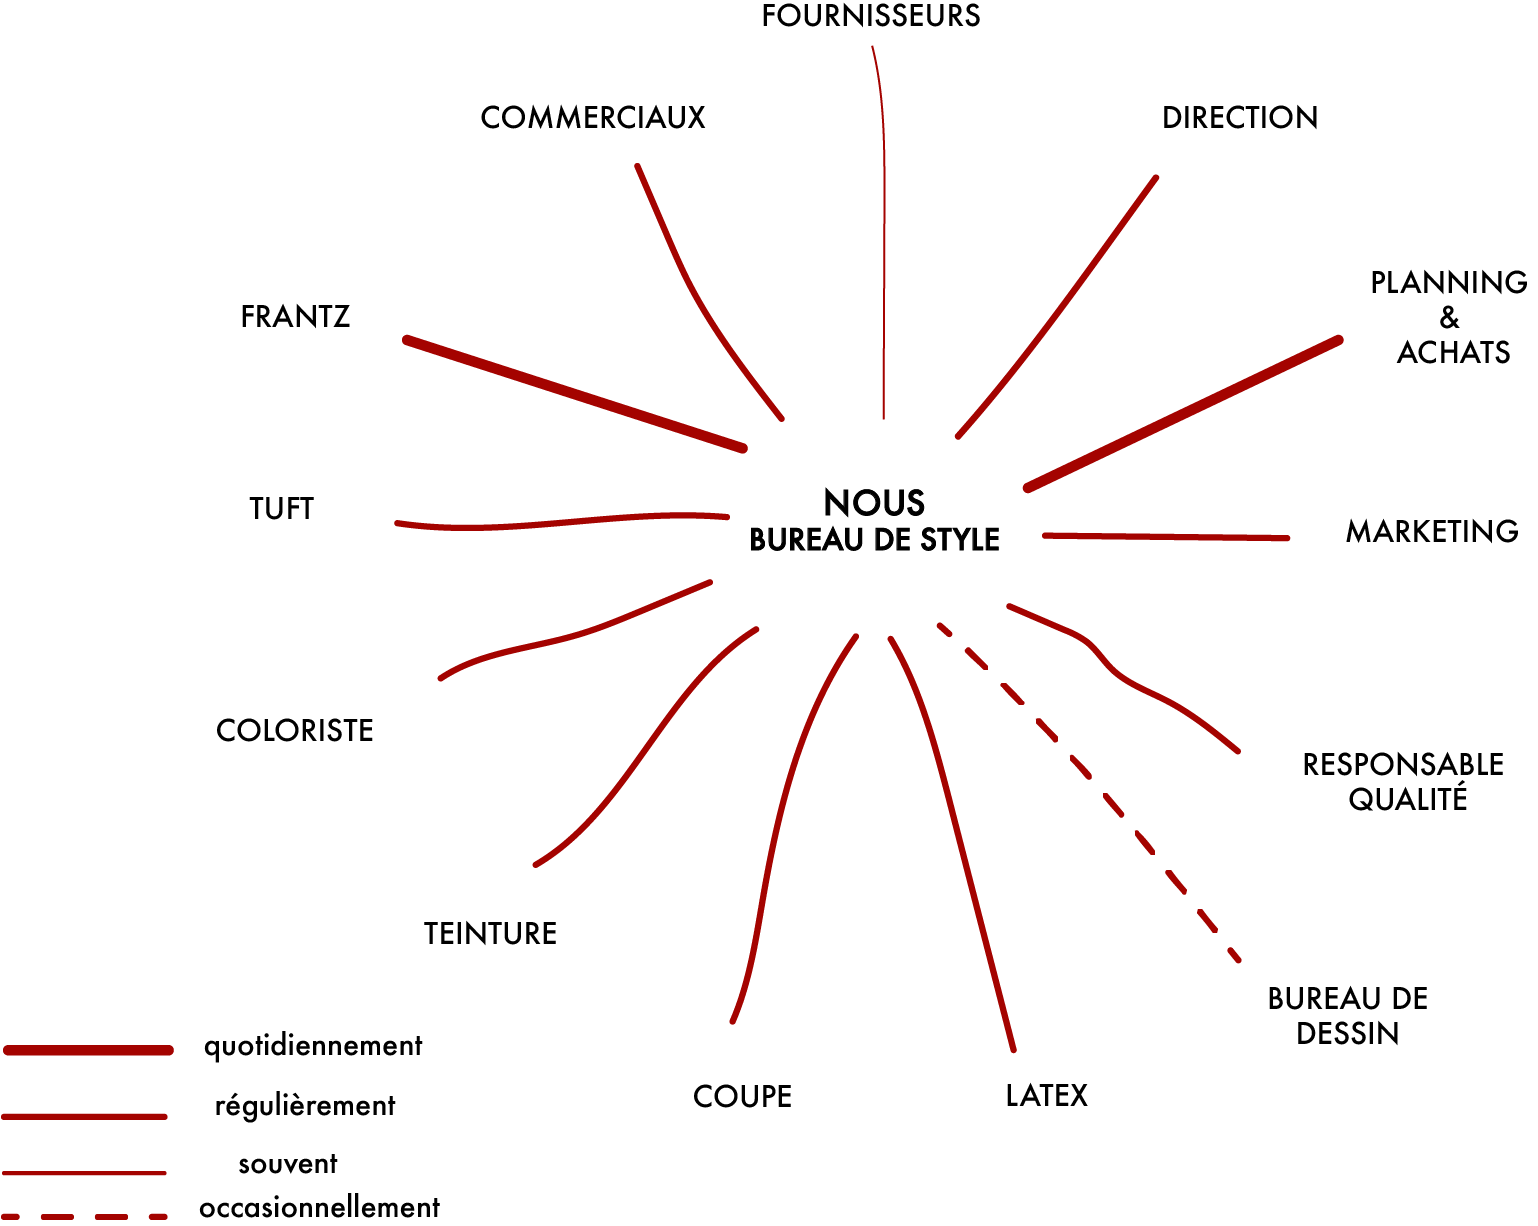 FOURNISSEURS
COMMERCIAUX
DIRECTION
PLANNING
&
ACHATS
FRANTZ
TUFT
NOUS
BUREAU DE STYLE
MARKETING
COLORISTE
RESPONSABLE
QUALITÉ
TEINTURE
BUREAU DE
DESSIN
COUPE
LATEX
quotidiennement
régulièrement
souvent
occasionnellement